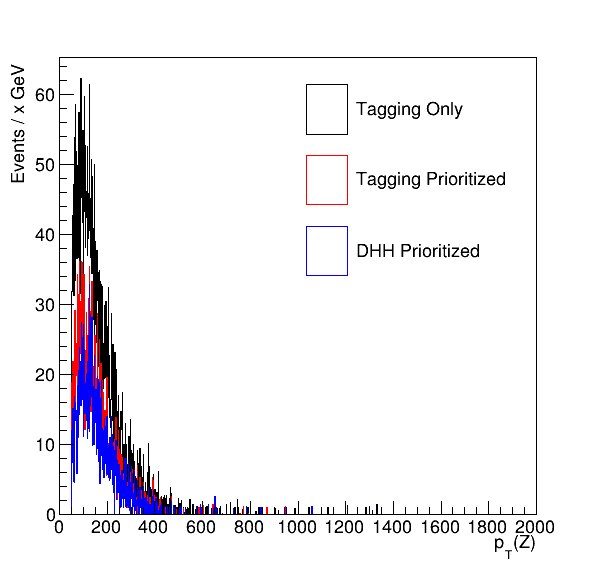 Events / x GeV
60
50
40
30
20
10
0
Tagging Only
Tagging Prioritized
DHH Prioritized
0 200 400 600 800 1000 1200 1400 1600 1800 2000
p_T(Z)